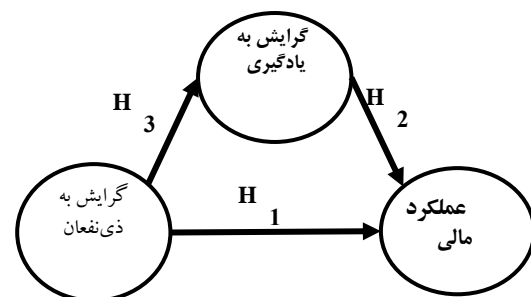 گرایش به
یادگیری
H
3
H
2
گرایش به
ذی‌نفعان
H
1
عملکرد
مالی